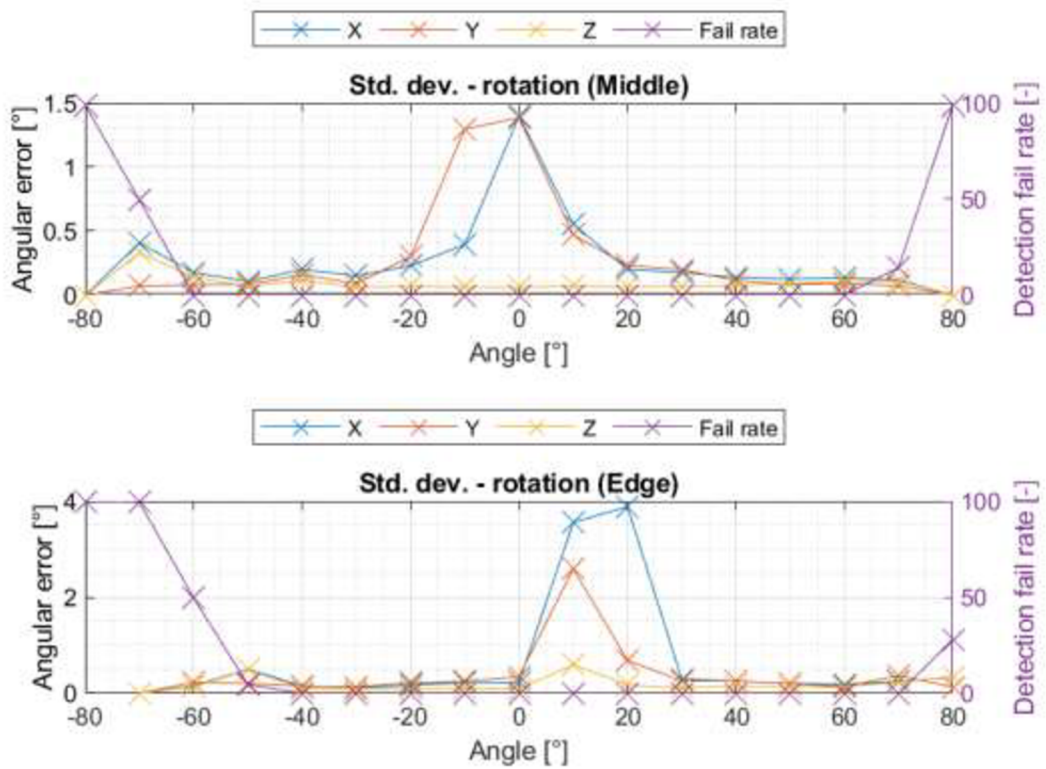 X Y Z Fail rate
Std. dev. - rotation (Middle)
Angular error [°]
1.5
1
0.5
0
Detection fail rate [-]
100
50
0
-80 -60 -40 -20 0 20 40 60 80
Angle [°]
X Y Z Fail rate
Std. dev. - rotation (Edge)
Angular error [°]
4
2
0
Detection fail rate [-]
100
50
0
-80 -60 -40 -20 0 20 40 60 80
Angle [°]